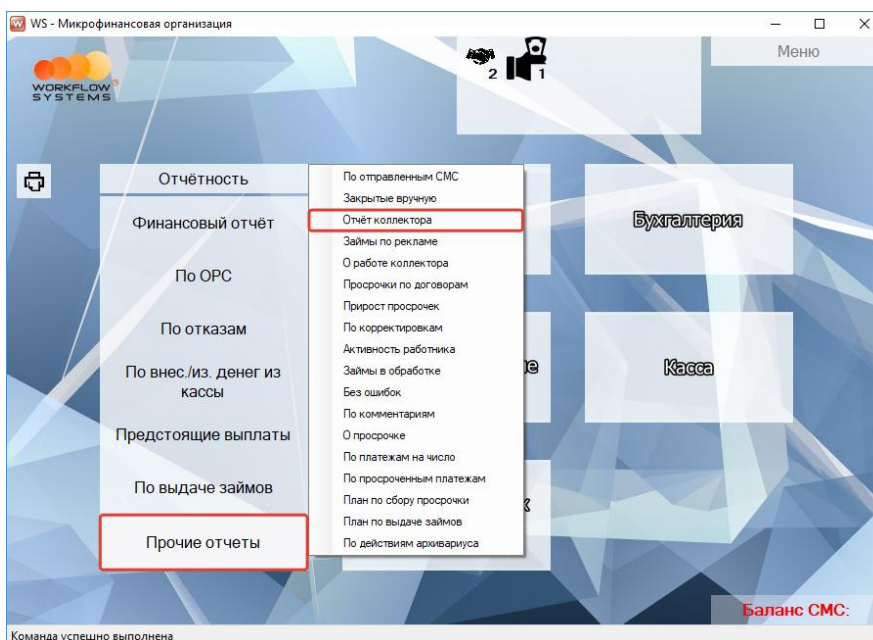 WS - Микрофинансовая организация
Меню
2
1
WORKFLOW
SYSTEMS
Отчётность
Финансовый отчёт
По ОРС
По отказам
По внес./из. денег из
кассы
Предстоящие выплаты
По выдаче займов
Прочие отчеты
По отправленным СМС
Закрытые вручную
Отчёт коллектора
Займы по рекламе
О работе коллектора
Просрочки по договорам
Прирост просрочек
По корректировкам
Активность работника
Займы в обработке
Без ошибок
По комментариям
О просрочке
По платежам на число
По просроченным платежам
План по сбору просрочки
План по выдаче займов
По действиям архивариуса
Бухгалтерия
Касса
Баланс СМС:
Команда успешно выполнена